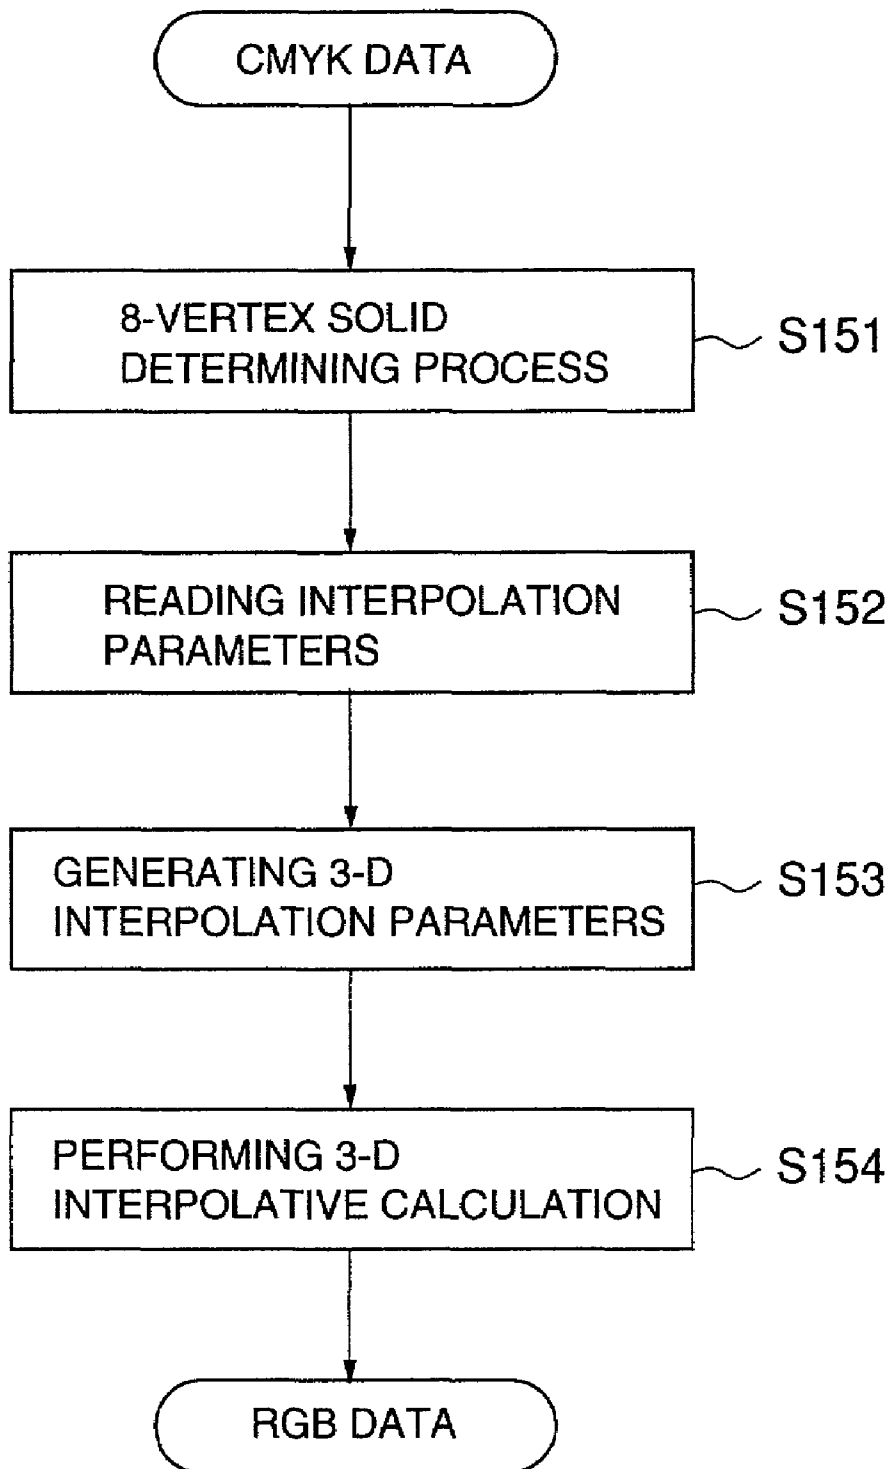 CMYK DATA
8-VERTEX SOLID
DETERMINING PROCESS
S151
READING INTERPOLATION
PARAMETERS
S152
GENERATING 3-D
INTERPOLATION PARAMETERS
S153
PERFORMING 3-D
INTERPOLATIVE CALCULATION
S154
RGB DATA